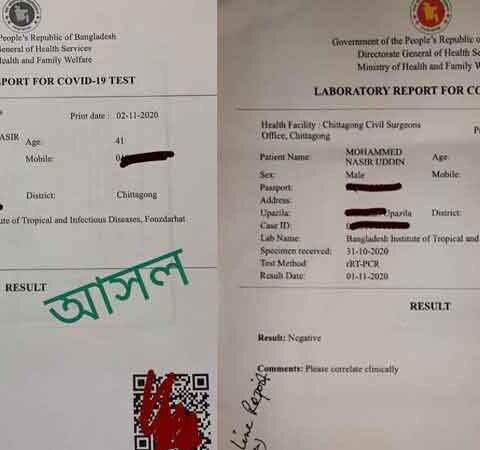 People's Republic of Bangladesh
General of Health Services
Health and Family Welfare
REPORT FOR COVID-19 TEST
Print date : 02-11-2020
NASIR Age: 41
Mobile:
District: Chittagong
Institute of Tropical and Infectious Diseases, Fouzdarhat
RESULT
আসল
Government of the People's Republic of
Directorate General of Health
Ministry of Health and Family
LABORATORY REPORT FOR
Health Facility : Chittagong Civil Surgeons
Office, Chittagong
Patient Name: MOHAMMED
NASIR UDDIN Age:
Sex: Male Mobile:
Passport:
Address:
Upazila: Upazila District:
Case ID:
Lab Name: Bangladesh Institute of Tropical and
Specimen received: 31-10-2020
Test Method: rRT-PCR
Result Date: 01-11-2020
RESULT
Result: Negative
Comments: Please correlate clinically
Line Report